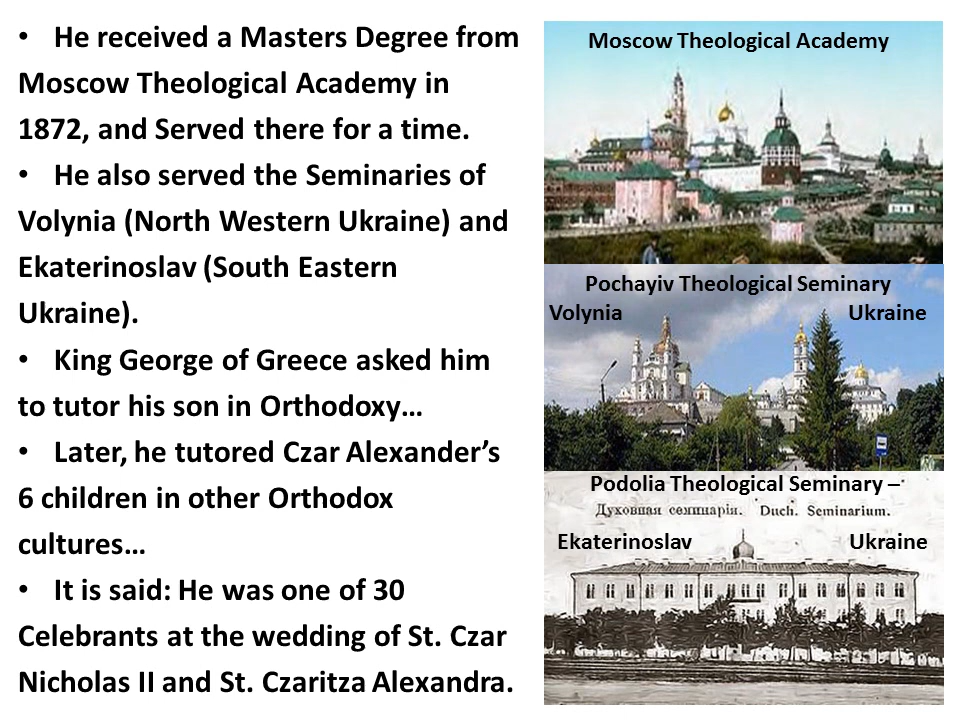 • He received a Masters Degree from
Moscow Theological Academy in
1872, and Served there for a time.
• He also served the Seminaries of
Volynia (North Western Ukraine) and
Ekaterinoslav (South Eastern
Ukraine).
• King George of Greece asked him
to tutor his son in Orthodoxy…
• Later, he tutored Czar Alexander’s
6 children in other Orthodox
cultures…
• It is said: He was one of 30
Celebrants at the wedding of St. Czar
Nicholas II and St. Czaritza Alexandra.
Moscow Theological Academy
Pochayiv Theological Seminary
Volynia Ukraine
Podolia Theological Seminary –
Духовная семинарія. Duch. Seminarium.
Ekaterinoslav Ukraine